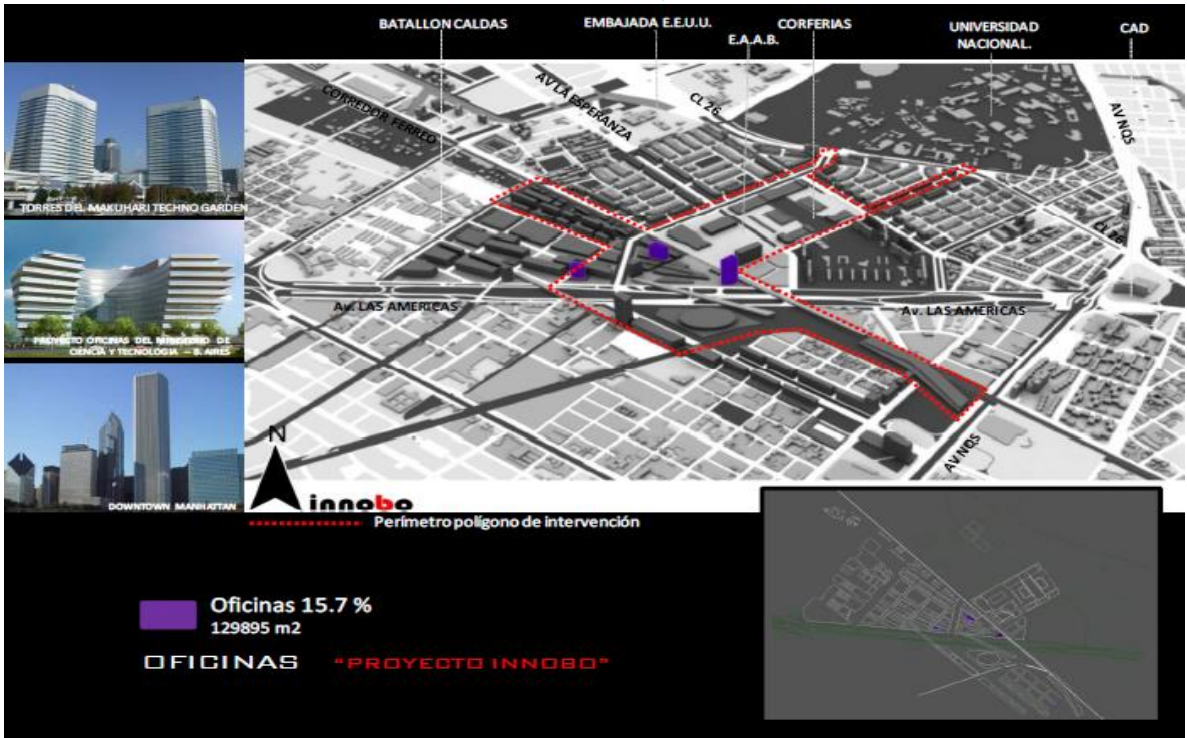 BATALLON CALDAS
EMBAJADA E.E.U.U.
E.A.A.B.
CORFERIAS
UNIVERSIDAD
NACIONAL.
CAD
CORREDOR FERREO
AV LA ESPERANZA
CL 26
AV NQS
CL 26
TORRES DEL MAKUHARI TECHNO GARDEN
PROYECTO OFICINAS DEL MINISTERIO DE
CIENCIA Y TECNOLOGIA – B. AIRES
DOWNTOWN MANHATTAN
Av. LAS AMERICAS
Av. LAS AMERICAS
AV NQS
N
innobo
Perímetro polígono de intervención
Oficinas 15.7 %
129895 m2
OFICINAS "PROYECTO INNOBO"